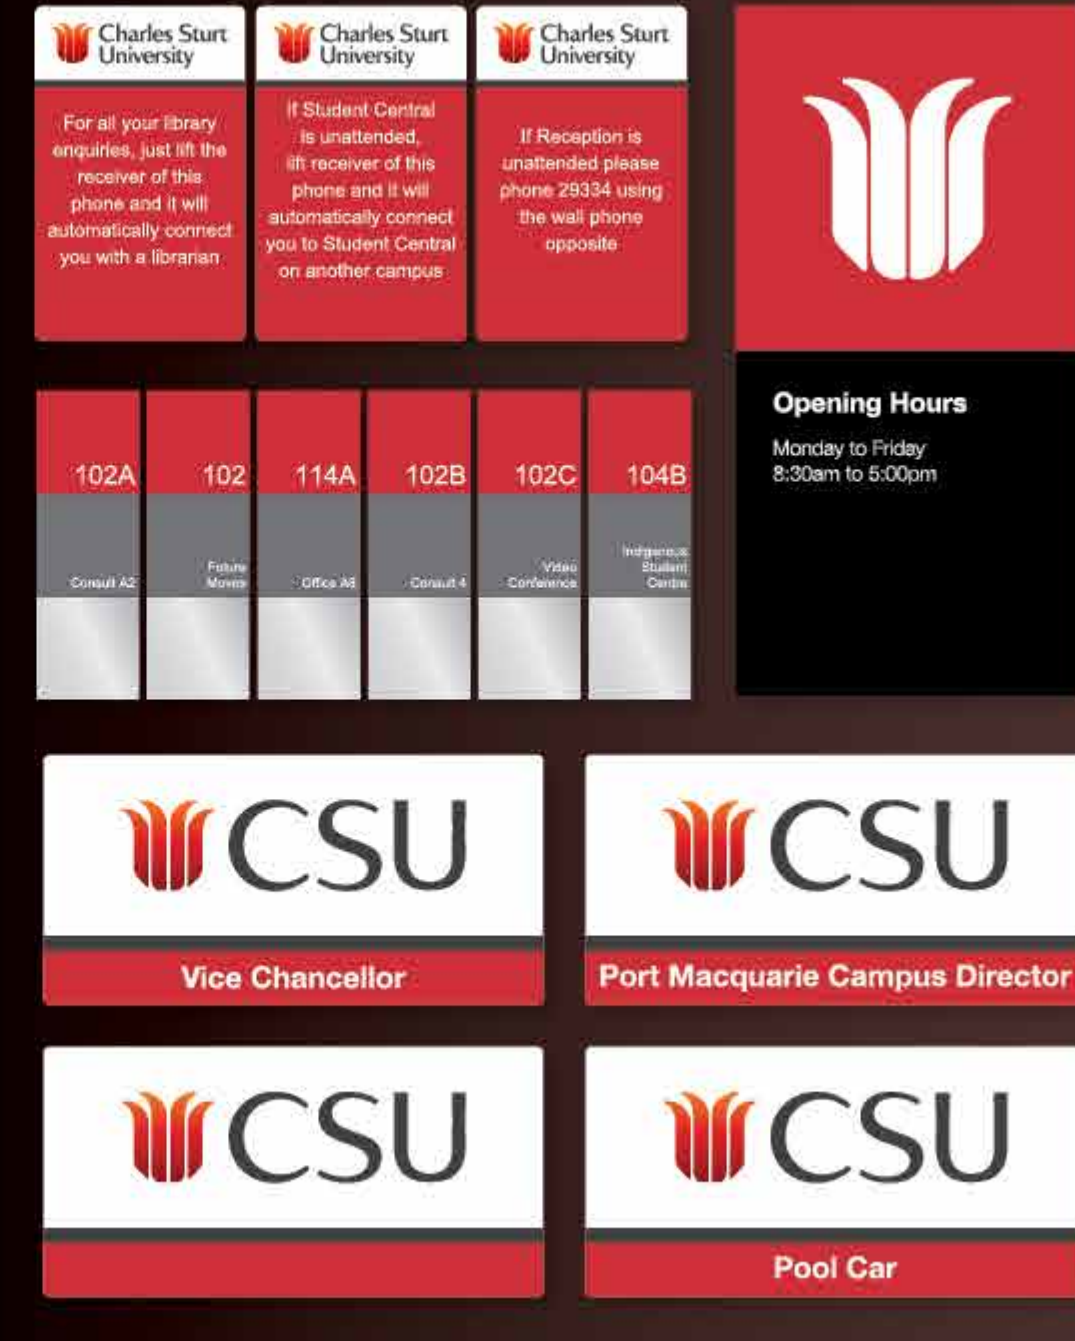 Charles Sturt
University
For all your library
enquiries, just lift the
receiver of this
phone and it will
automatically connect
you with a librarian
Charles Sturt
University
If Student Central
is unattended,
lift receiver of this
phone and it will
automatically connect
you to Student Central
on another campus
Charles Sturt
University
If Reception is
unattended please
phone 29334 using
the wall phone
opposite
Opening Hours
Monday to Friday
8:30am to 5:00pm
102A
Consult A2
102
Future
Moves
114A
Office A6
102B
Consult 4
102C
Video
Conference
104B
Indigenous
Student
Centre
CSU
Vice Chancellor
CSU
Port Macquarie Campus Director
CSU
CSU
Pool Car